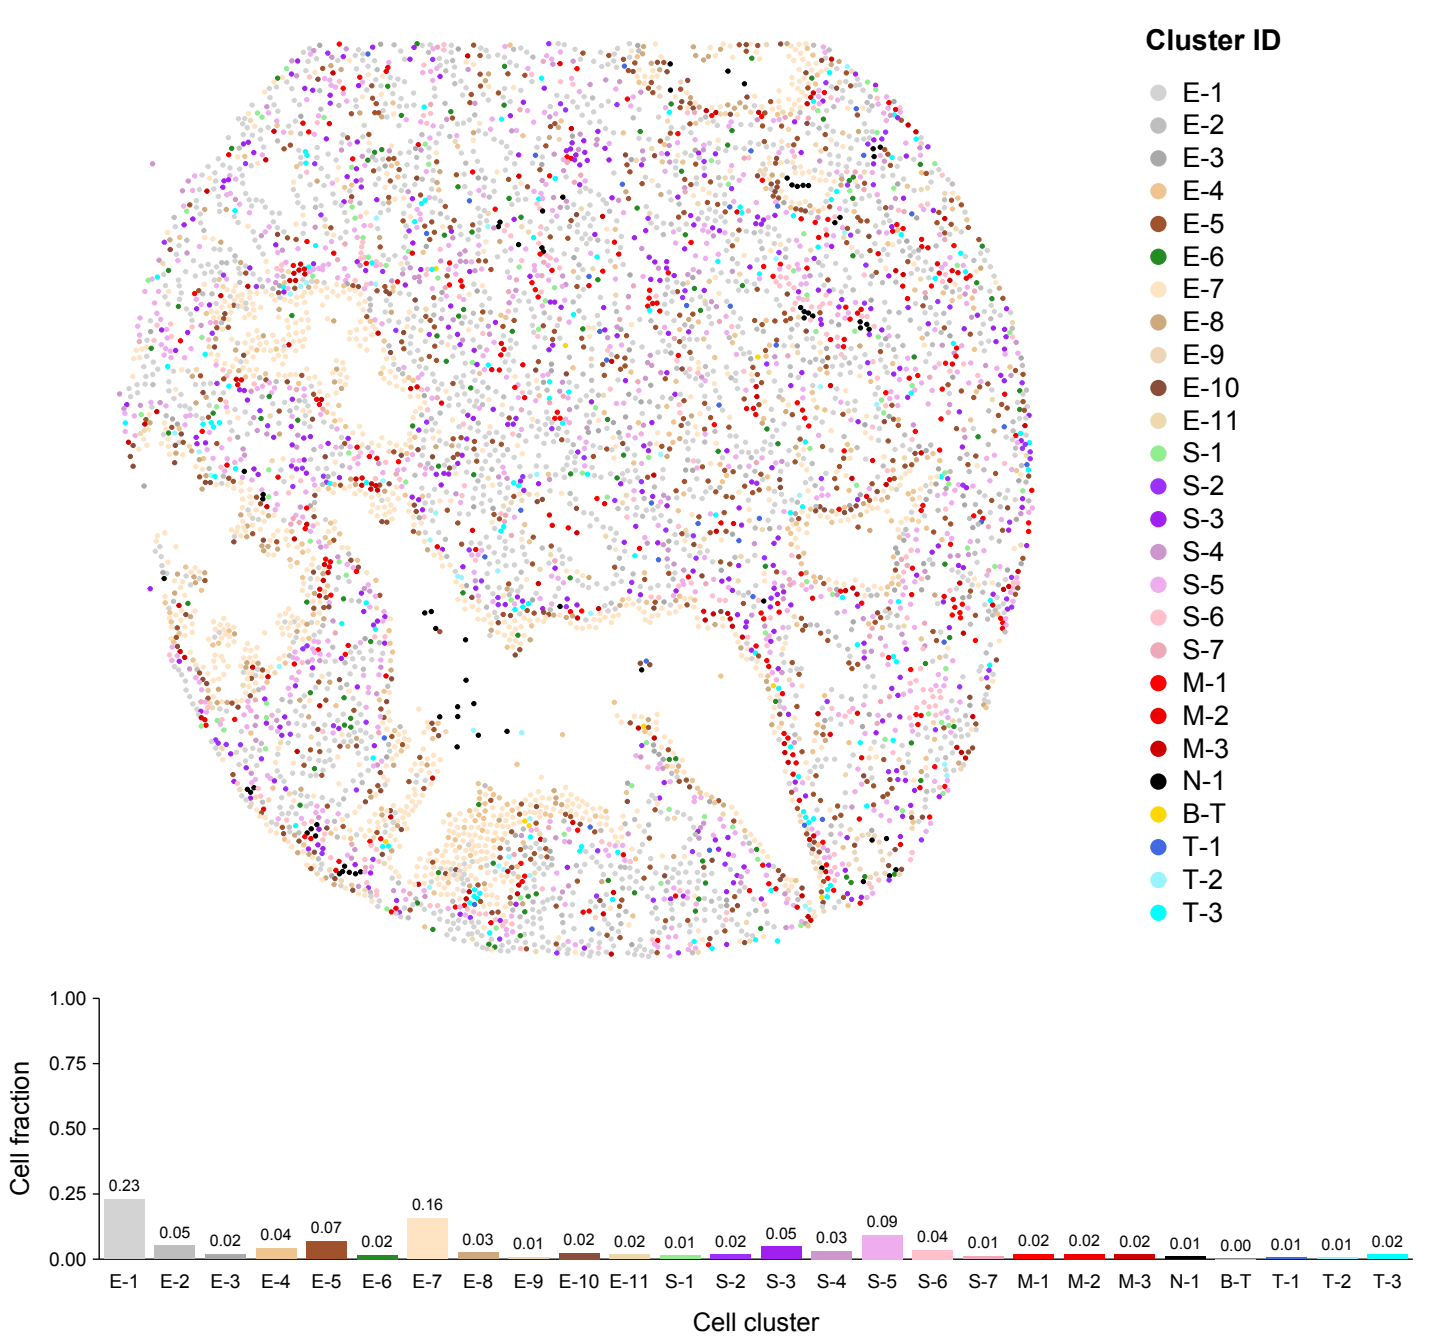 Cluster ID
E-1
E-2
E-3
E-4
E-5
E-6
E-7
E-8
E-9
E-10
E-11
S-1
S-2
S-3
S-4
S-5
S-6
S-7
M-1
M-2
M-3
N-1
B-T
T-1
T-2
T-3
1.00
0.75
0.50
0.25
0.00
Cell fraction
0.23 0.05 0.02 0.04 0.07 0.02 0.16 0.03 0.01 0.02 0.02 0.01 0.02 0.05 0.03 0.09 0.04 0.01 0.02 0.02 0.02 0.01 0.00 0.01 0.01 0.02
E-1 E-2 E-3 E-4 E-5 E-6 E-7 E-8 E-9 E-10 E-11 S-1 S-2 S-3 S-4 S-5 S-6 S-7 M-1 M-2 M-3 N-1 B-T T-1 T-2 T-3
Cell cluster